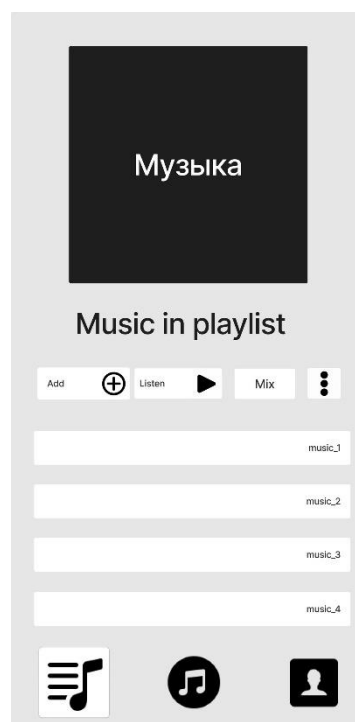 Музыка
Music in playlist
Add Listen Mix
music_1
music_2
music_3
music_4